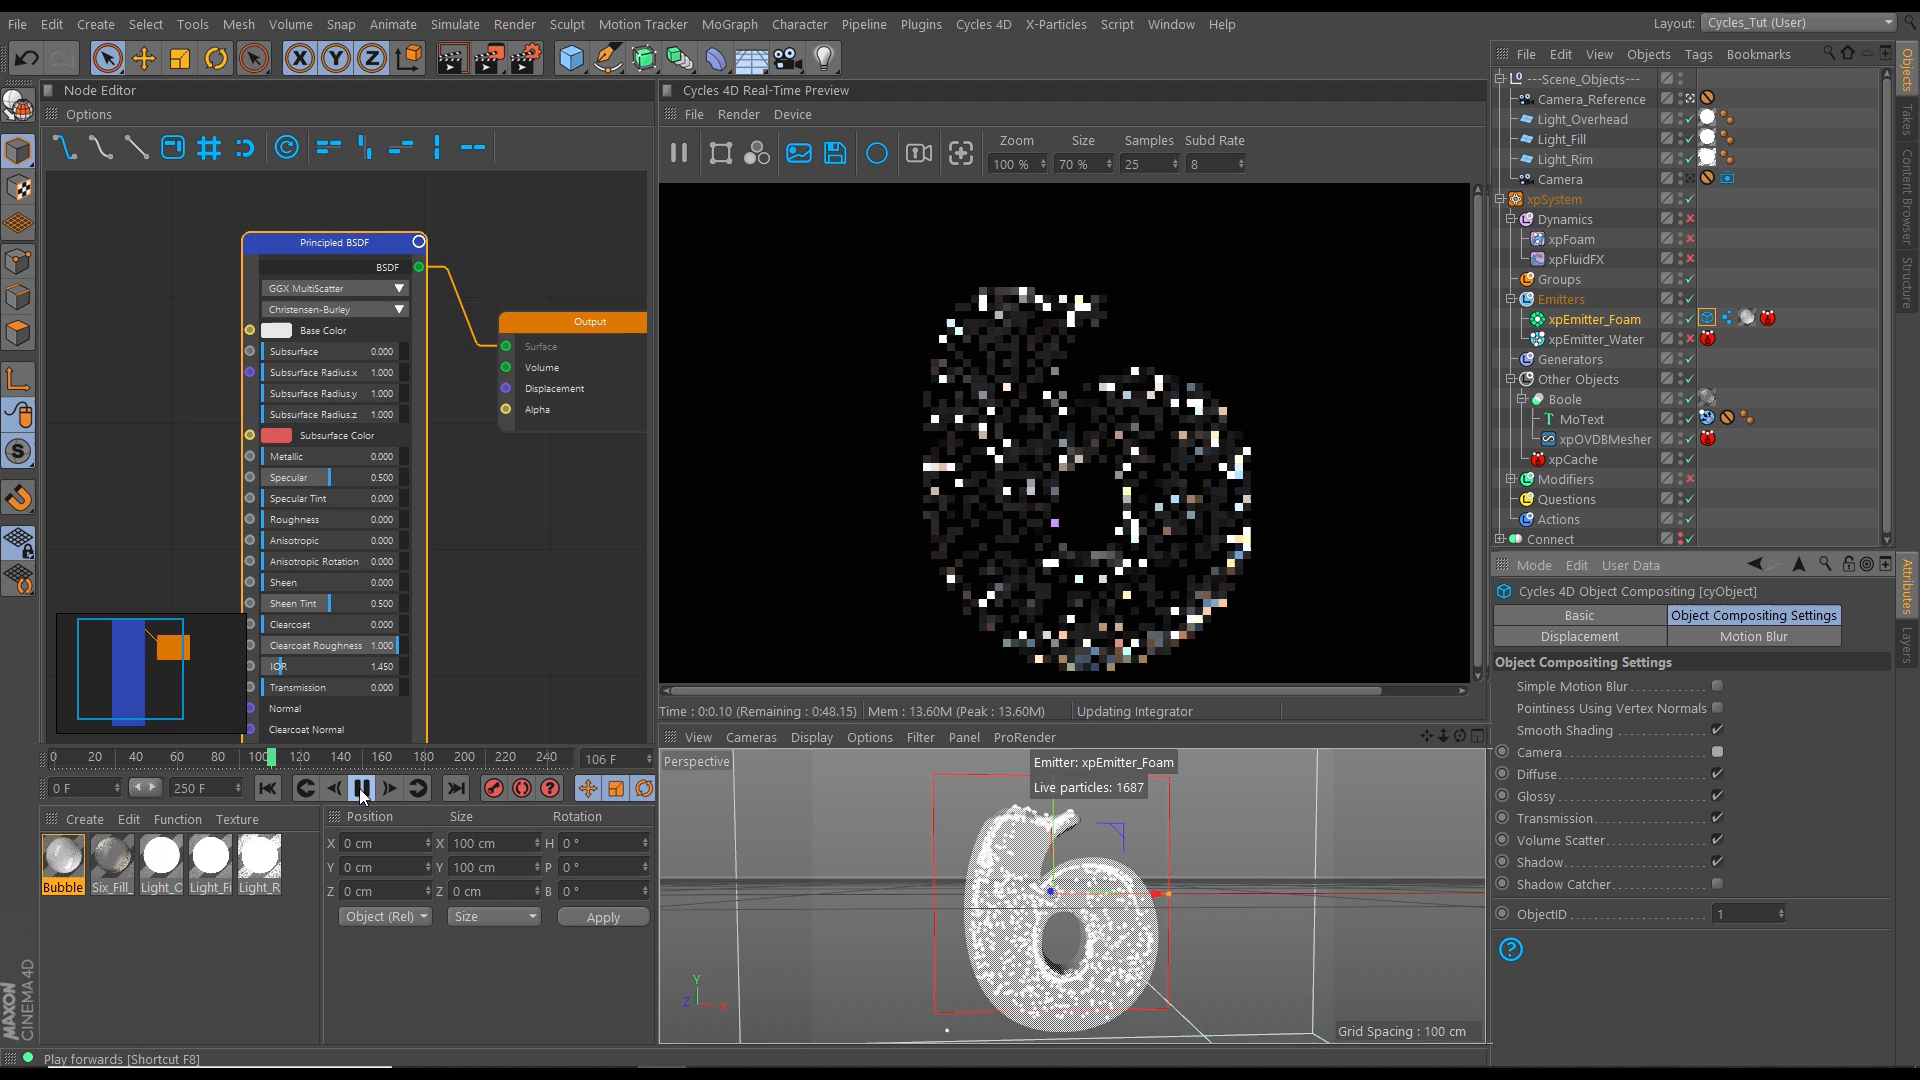 File Edit Create Select Tools Mesh Volume Snap Animate Simulate Render Sculpt Motion Tracker MoGraph Character Pipeline Plugins Cycles 4D X-Particles Script Window Help
Layout: Cycles_Tut (User)
Node Editor
Options
Principled BSDF
BSDF
GGX MultiScatter
Christensen-Burley
Base Color
Subsurface 0.000
Subsurface Radius.x 1.000
Subsurface Radius.y 1.000
Subsurface Radius.z 1.000
Subsurface Color
Metallic 0.000
Specular 0.500
Specular Tint 0.000
Roughness 0.000
Anisotropic 0.000
Anisotropic Rotation 0.000
Sheen 0.000
Sheen Tint 0.500
Clearcoat 0.000
Clearcoat Roughness 1.000
IOR 1.450
Transmission 0.000
Normal
Clearcoat Normal
Output
Surface
Volume
Displacement
Alpha
Cycles 4D Real-Time Preview
File Render Device
Zoom Size Samples Subd Rate
100 % 70 % 25 8
Time : 0:0.10 (Remaining : 0:48.15) Mem : 13.60M (Peak : 13.60M) Updating Integrator
View Cameras Display Options Filter Panel ProRender
Perspective
Emitter: xpEmitter_Foam
Live particles: 1687
Y
Z X
Grid Spacing : 100 cm
0 20 40 60 80 100 120 140 160 180 200 220 240 106 F
0 F 250 F
Create Edit Function Texture
Bubble Six_Fill_ Light_O Light_Fi Light_R
Position Size Rotation
X 0 cm X 100 cm H 0 °
Y 0 cm Y 100 cm P 0 °
Z 0 cm Z 0 cm B 0 °
Object (Rel) Size Apply
MAXON
CINEMA 4D
Play forwards [Shortcut F8]
File Edit View Objects Tags Bookmarks
---Scene_Objects---
Camera_Reference
Light_Overhead
Light_Fill
Light_Rim
Camera
xpSystem
Dynamics
xpFoam
xpFluidFX
Groups
Emitters
xpEmitter_Foam
xpEmitter_Water
Generators
Other Objects
Boole
MoText
xpOVDBMesher
xpCache
Modifiers
Questions
Actions
Connect
Mode Edit User Data
Cycles 4D Object Compositing [cyObject]
Basic Object Compositing Settings
Displacement Motion Blur
Object Compositing Settings
Simple Motion Blur
Pointiness Using Vertex Normals
Smooth Shading
Camera
Diffuse
Glossy
Transmission
Volume Scatter
Shadow
Shadow Catcher
ObjectID 1
Objects
Takes
Content Browser
Structure
Attributes
Layers